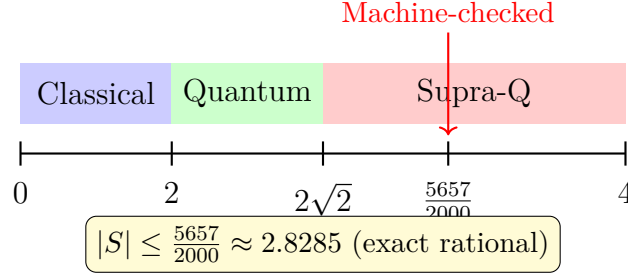 Machine-checked
Classical Quantum Supra-Q
0 2 2√2 5657/2000 4
|S| ≤ 5657/2000 ≈ 2.8285 (exact rational)